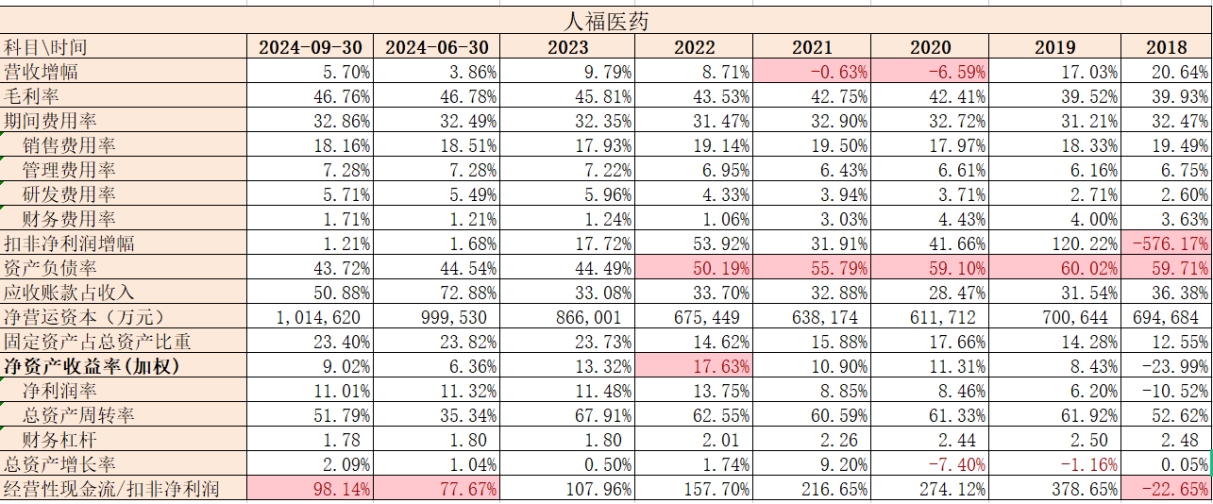 人福医药
科目\时间 2024-09-30 2024-06-30 2023 2022 2021 2020 2019 2018
营收增幅 5.70% 3.86% 9.79% 8.71% -0.63% -6.59% 17.03% 20.64%
毛利率 46.76% 46.78% 45.81% 43.53% 42.75% 42.41% 39.52% 39.93%
期间费用率 32.86% 32.49% 32.35% 31.47% 32.90% 32.72% 31.21% 32.47%
销售费用率 18.16% 18.51% 17.93% 19.14% 19.50% 17.97% 18.33% 19.49%
管理费用率 7.28% 7.28% 7.22% 6.95% 6.43% 6.61% 6.16% 6.75%
研发费用率 5.71% 5.49% 5.96% 4.33% 3.94% 3.71% 2.71% 2.60%
财务费用率 1.71% 1.21% 1.24% 1.06% 3.03% 4.43% 4.00% 3.63%
扣非净利润增幅 1.21% 1.68% 17.72% 53.92% 31.91% 41.66% 120.22% -576.17%
资产负债率 43.72% 44.54% 44.49% 50.19% 55.79% 59.10% 60.02% 59.71%
应收账款占收入 50.88% 72.88% 33.08% 33.70% 32.88% 28.47% 31.54% 36.38%
净营运资本（万元） 1,014,620 999,530 866,001 675,449 638,174 611,712 700,644 694,684
固定资产占总资产比重 23.40% 23.82% 23.73% 14.62% 15.88% 17.66% 14.28% 12.55%
净资产收益率(加权) 9.02% 6.36% 13.32% 17.63% 10.90% 11.31% 8.43% -23.99%
净利润率 11.01% 11.32% 11.48% 13.75% 8.85% 8.46% 6.20% -10.52%
总资产周转率 51.79% 35.34% 67.91% 62.55% 60.59% 61.33% 61.92% 52.62%
财务杠杆 1.78 1.80 1.80 2.01 2.26 2.44 2.50 2.48
总资产增长率 2.09% 1.04% 0.50% 1.74% 9.20% -7.40% -1.16% 0.05%
经营性现金流/扣非净利润 98.14% 77.67% 107.96% 157.70% 216.65% 274.12% 378.65% -22.65%